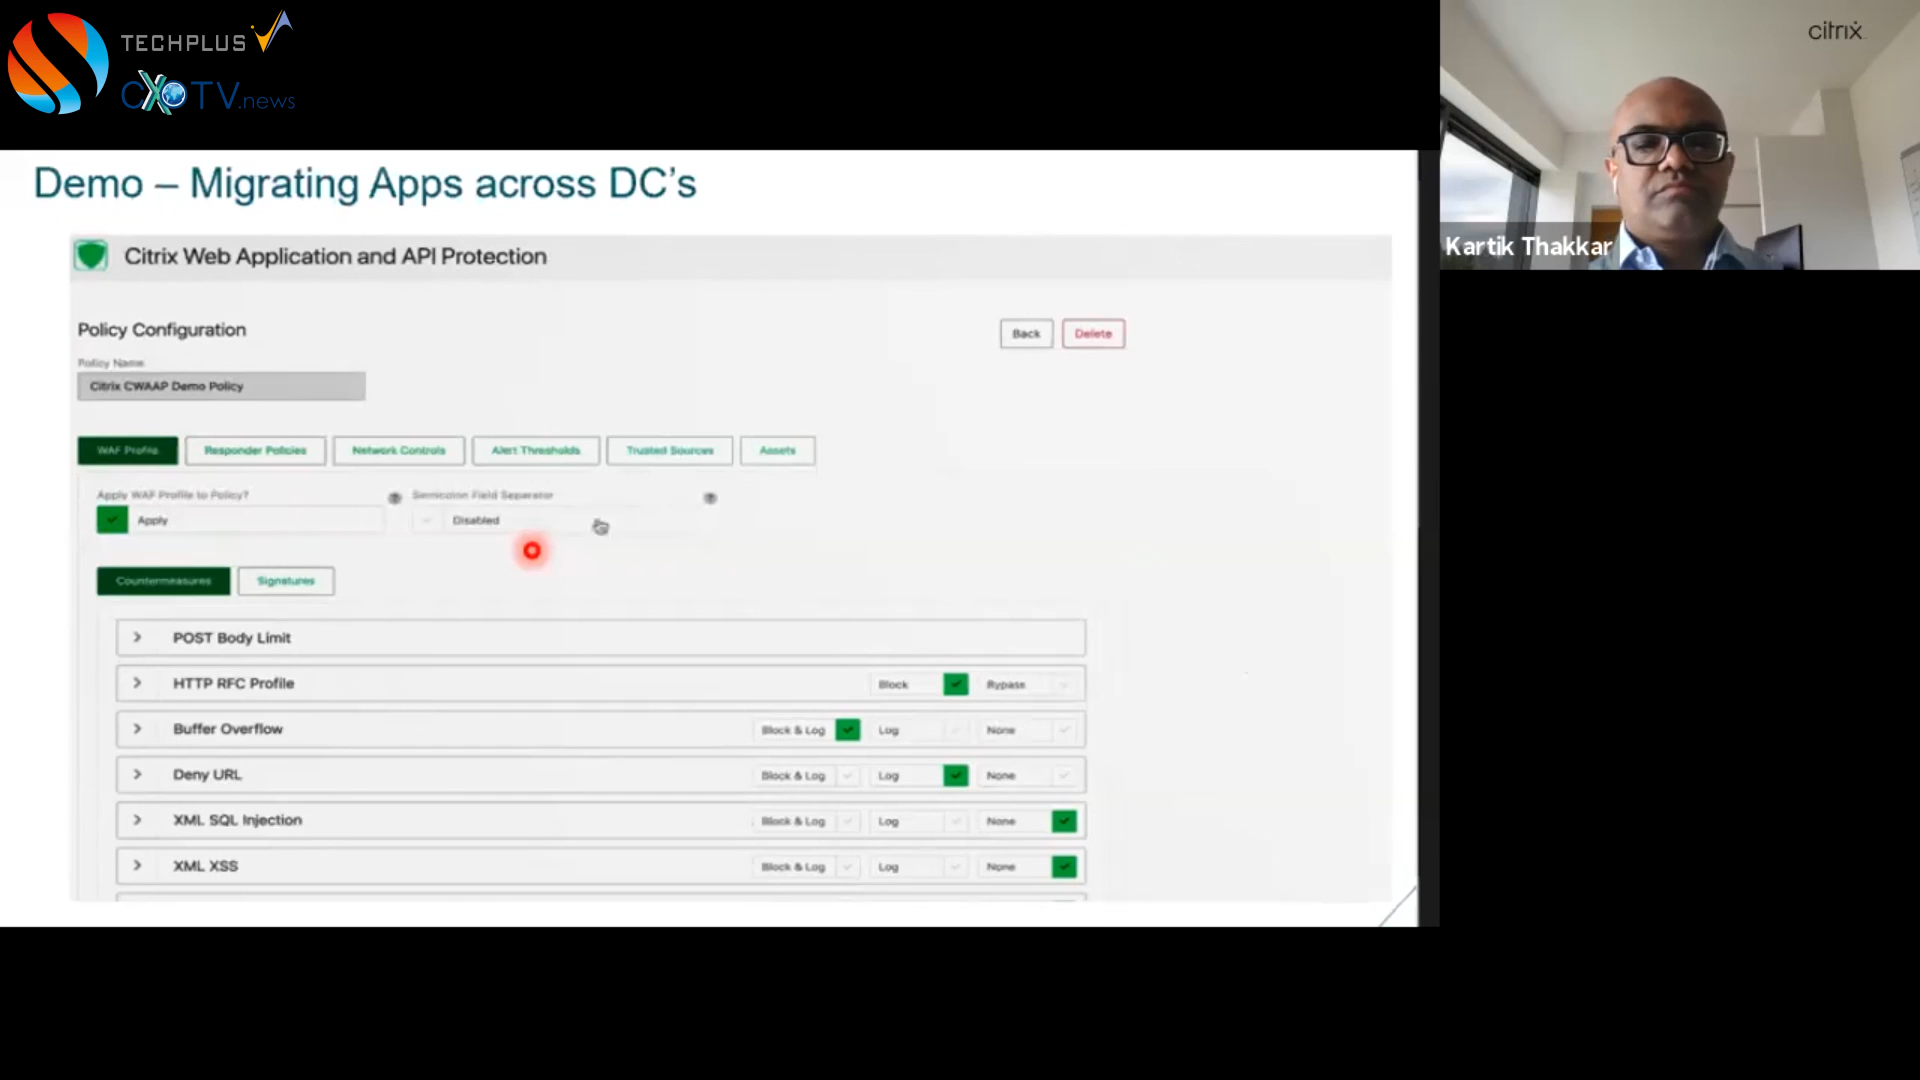 TECHPLUS
CXOTV.news
citrix
Kartik Thakkar
Demo – Migrating Apps across DC's
Citrix Web Application and API Protection
Policy Configuration
Back
Delete
Policy Name
Citrix CWAAP Demo Policy
WAF Profile
Responder Policies
Network Controls
Alert Thresholds
Trusted Sources
Assets
Apply WAF Profile to Policy?
Semicolon Field Separator
Apply
Disabled
Countermeasures
Signatures
POST Body Limit
HTTP RFC Profile
Block
Bypass
Buffer Overflow
Block & Log
Log
None
Deny URL
Block & Log
Log
None
XML SQL Injection
Block & Log
Log
None
XML XSS
Block & Log
Log
None